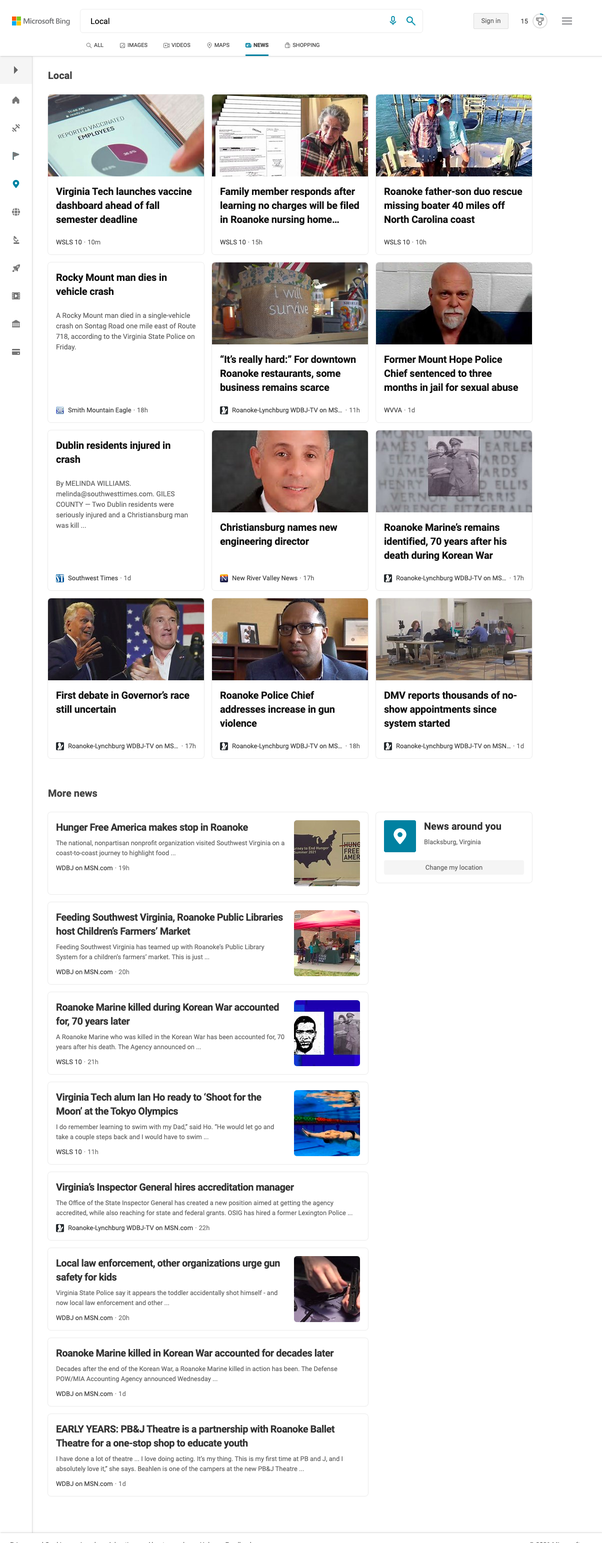 Microsoft Bing
Local
Sign in
15
ALL
IMAGES
VIDEOS
MAPS
NEWS
SHOPPING
Local
REPORTED VACCINATED
EMPLOYEES
Virginia Tech launches vaccine
dashboard ahead of fall
semester deadline
WSLS 10 · 10m
Family member responds after
learning no charges will be filed
in Roanoke nursing home...
WSLS 10 · 15h
Roanoke father-son duo rescue
missing boater 40 miles off
North Carolina coast
WSLS 10 · 10h
Rocky Mount man dies in
vehicle crash
A Rocky Mount man died in a single-vehicle
crash on Sontag Road one mile east of Route
718, according to the Virginia State Police on
Friday.
Smith Mountain Eagle · 18h
i will
survive
“It’s really hard:” For downtown
Roanoke restaurants, some
business remains scarce
Roanoke-Lynchburg WDBJ-TV on MS... · 11h
Former Mount Hope Police
Chief sentenced to three
months in jail for sexual abuse
WVVA · 1d
Dublin residents injured in
crash
By MELINDA WILLIAMS.
melinda@southwesttimes.com. GILES
COUNTY — Two Dublin residents were
seriously injured and a Christiansburg man
was kill ...
Southwest Times · 1d
Christiansburg names new
engineering director
New River Valley News · 17h
Roanoke Marine’s remains
identified, 70 years after his
death during Korean War
Roanoke-Lynchburg WDBJ-TV on MS... · 17h
First debate in Governor’s race
still uncertain
Roanoke-Lynchburg WDBJ-TV on MS... · 17h
Roanoke Police Chief
addresses increase in gun
violence
Roanoke-Lynchburg WDBJ-TV on MS... · 18h
DMV reports thousands of no-
show appointments since
system started
Roanoke-Lynchburg WDBJ-TV on MSN... · 1d
More news
Hunger Free America makes stop in Roanoke
The national, nonpartisan nonprofit organization visited Southwest Virginia on a
coast-to-coast journey to highlight food ...
WDBJ on MSN.com · 19h
News around you
Blacksburg, Virginia
Change my location
Feeding Southwest Virginia, Roanoke Public Libraries
host Children’s Farmers’ Market
Feeding Southwest Virginia has teamed up with Roanoke’s Public Library
System for a children’s farmers’ market. This is just ...
WDBJ on MSN.com · 20h
Roanoke Marine killed during Korean War accounted
for, 70 years later
A Roanoke Marine who was killed in the Korean War has been accounted for, 70
years after his death. The Agency announced on ...
WSLS 10 · 21h
Virginia Tech alum Ian Ho ready to ‘Shoot for the
Moon’ at the Tokyo Olympics
I do remember learning to swim with my Dad,” said Ho. “He would let go and
take a couple steps back and I would have to swim ...
WSLS 10 · 11h
Virginia’s Inspector General hires accreditation manager
The Office of the State Inspector General has created a new position aimed at getting the agency
accredited, while also reaching for state and federal grants. OSIG has hired a former Lexington Police ...
Roanoke-Lynchburg WDBJ-TV on MSN.com · 22h
Local law enforcement, other organizations urge gun
safety for kids
Virginia State Police say it appears the toddler accidentally shot himself - and
now local law enforcement and other ...
WDBJ on MSN.com · 20h
Roanoke Marine killed in Korean War accounted for decades later
Decades after the end of the Korean War, a Roanoke Marine killed in action has been. The Defense
POW/MIA Accounting Agency announced Wednesday ...
WDBJ on MSN.com · 1d
EARLY YEARS: PB&J Theatre is a partnership with Roanoke Ballet
Theatre for a one-stop shop to educate youth
I have done a lot of theatre ... I love doing acting. It’s my thing. This is my first time at PB and J, and I
absolutely love it,” she says. Beahlen is one of the campers at the new PB&J Theatre ...
WDBJ on MSN.com · 1d